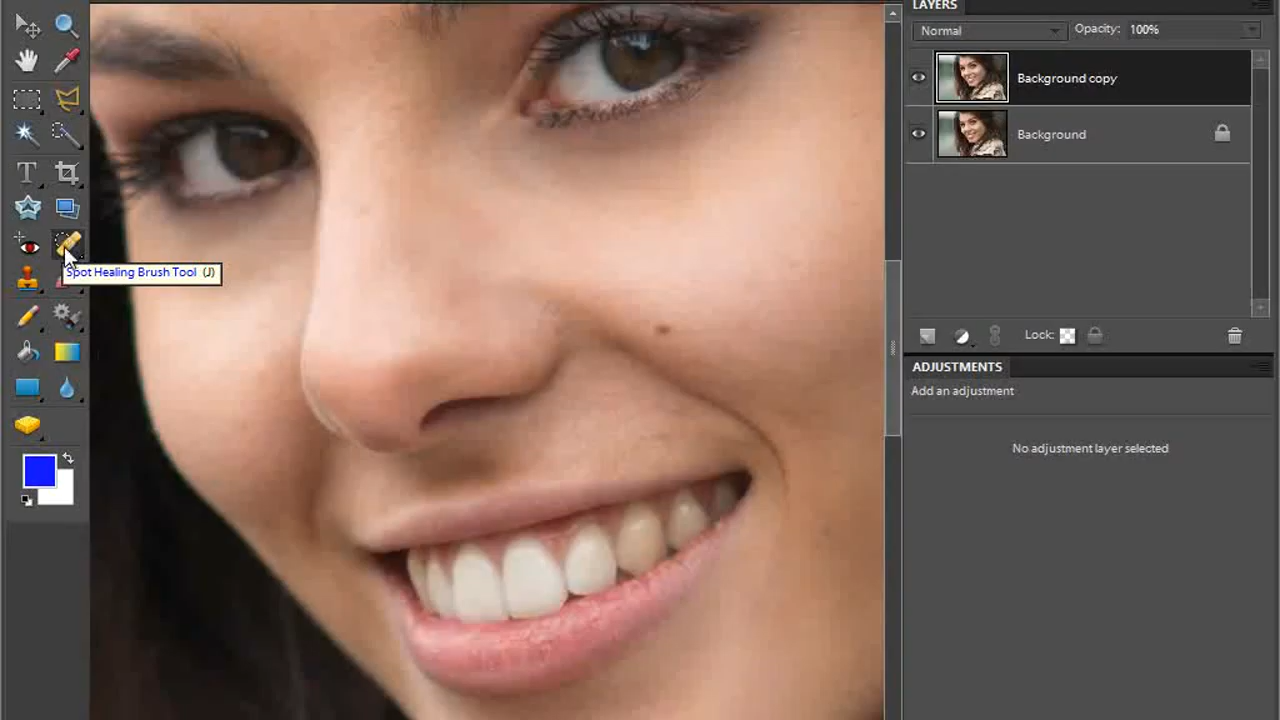 LAYERS
Normal
Opacity: 100%
Background copy
Background
Spot Healing Brush Tool (J)
Lock:
ADJUSTMENTS
Add an adjustment
No adjustment layer selected